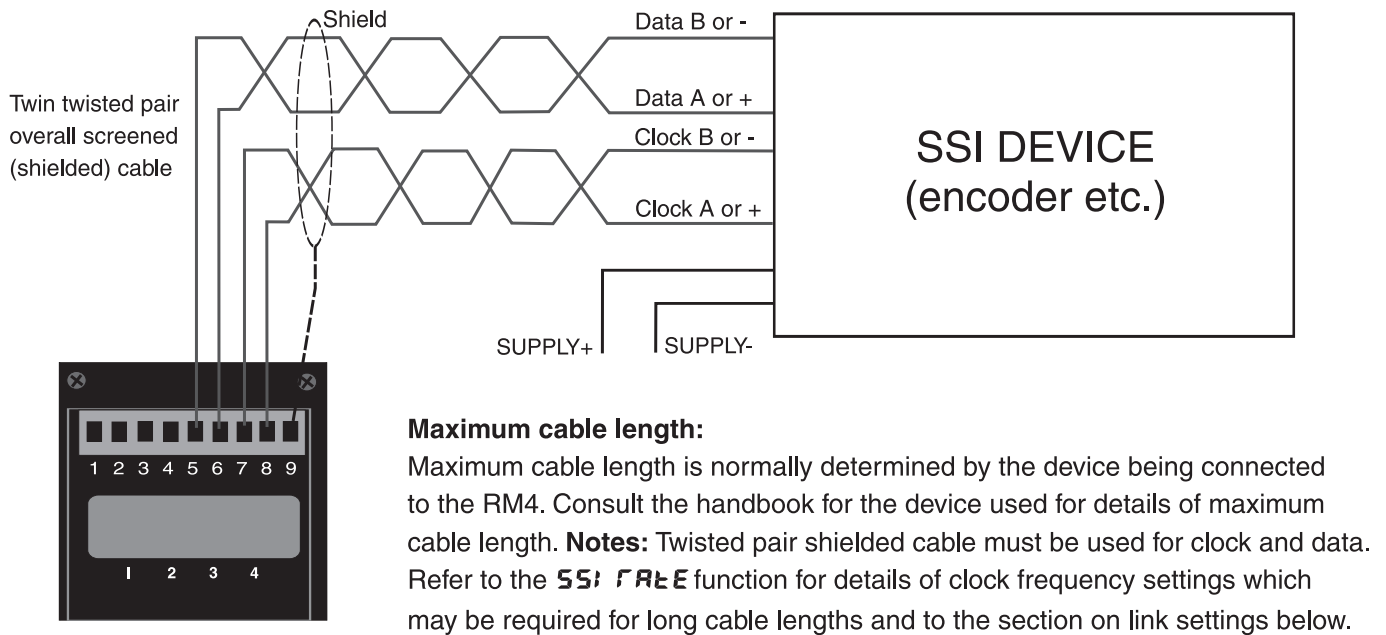 Shield
Data B or -
Twin twisted pair
overall screened
(shielded) cable
Data A or +
Clock B or -
Clock A or +
SSI DEVICE
(encoder etc.)
SUPPLY+
SUPPLY-
1 2 3 4 5 6 7 8 9
1 2 3 4
Maximum cable length:
Maximum cable length is normally determined by the device being connected
to the RM4. Consult the handbook for the device used for details of maximum
cable length. Notes: Twisted pair shielded cable must be used for clock and data.
Refer to the SSI rAtE function for details of clock frequency settings which
may be required for long cable lengths and to the section on link settings below.